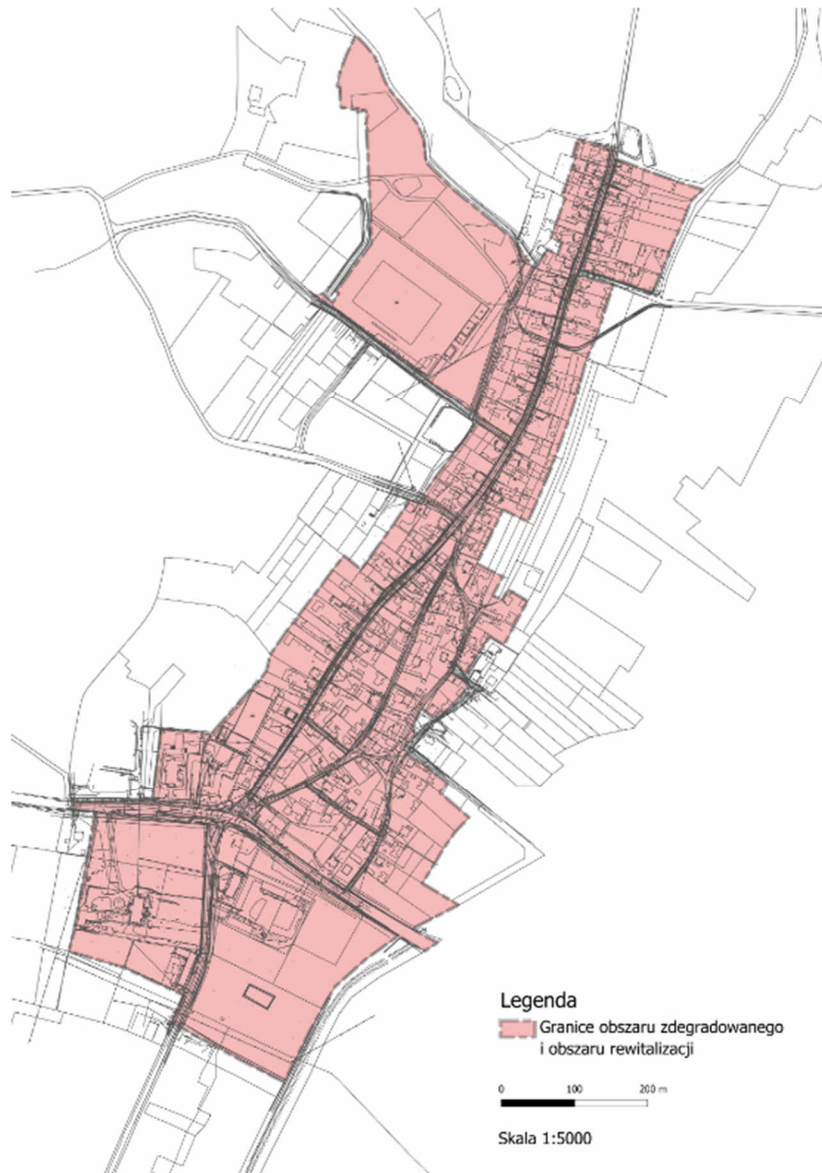 Legenda
Granice obszaru zdegradowanego
i obszaru rewitalizacji
0 100 200 m
Skala 1:5000